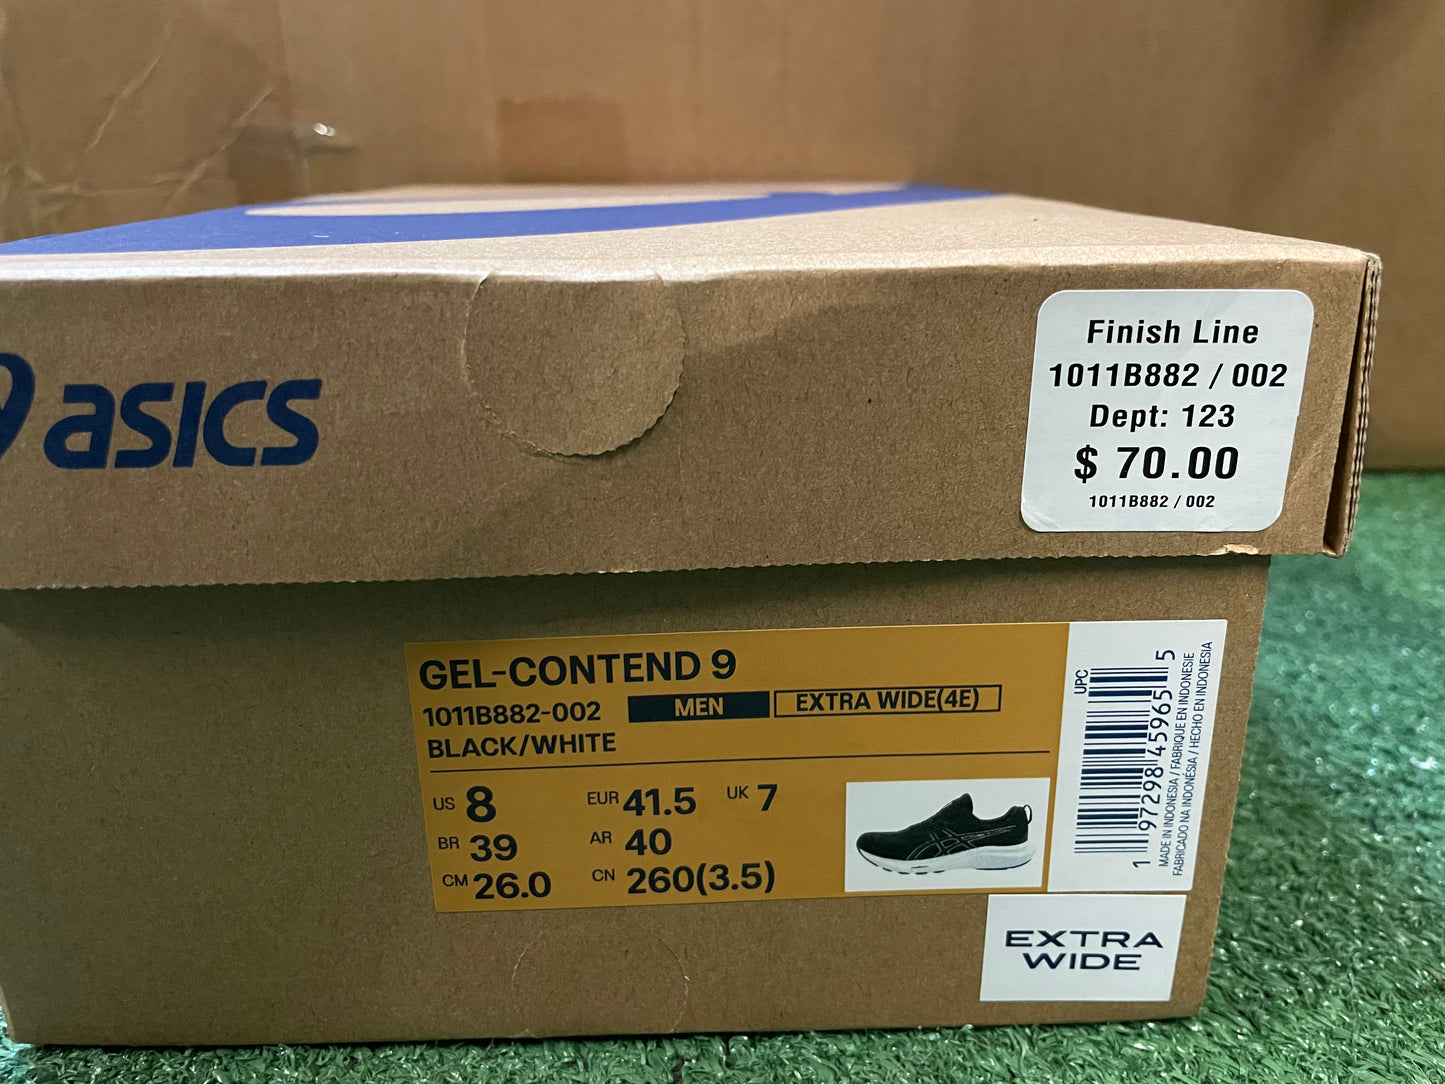 asics
Finish Line
1011B882 / 002
Dept: 123
$ 70.00
1011B882 / 002
GEL-CONTEND 9
1011B882-002 MEN EXTRA WIDE(4E)
BLACK/WHITE
US 8 EUR 41.5 UK 7
BR 39 AR 40
CM 26.0 CN 260(3.5)
UPC
1 97298 45965 5
MADE IN INDONESIA / FABRIQUE EN INDONESIE
FABRICADO NA INDONÉSIA / HECHO EN INDONESIA
EXTRA
WIDE